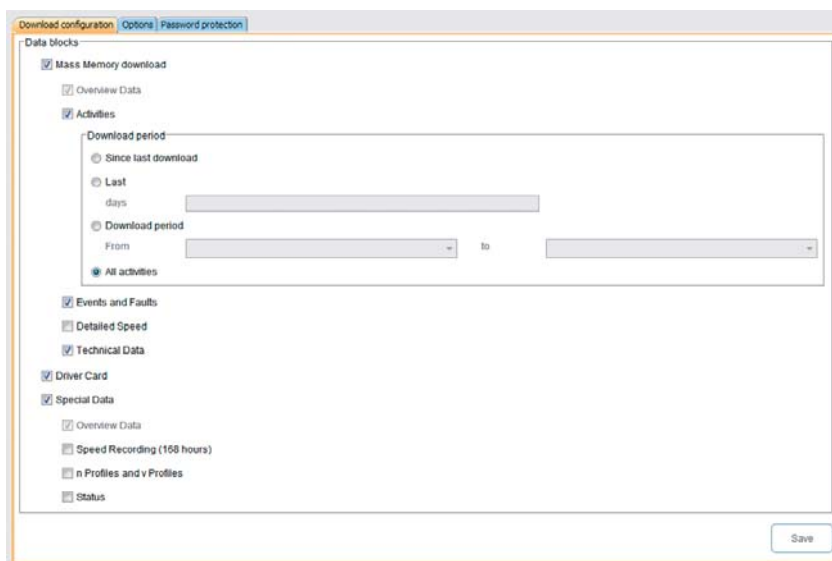 Download configuration Options Password protection
Data blocks
Mass Memory download
Overview Data
Activities
Download period
Since last download
Last
days
Download period
From to
All activities
Events and Faults
Detailed Speed
Technical Data
Driver Card
Special Data
Overview Data
Speed Recording (168 hours)
n Profiles and v Profiles
Status
Save